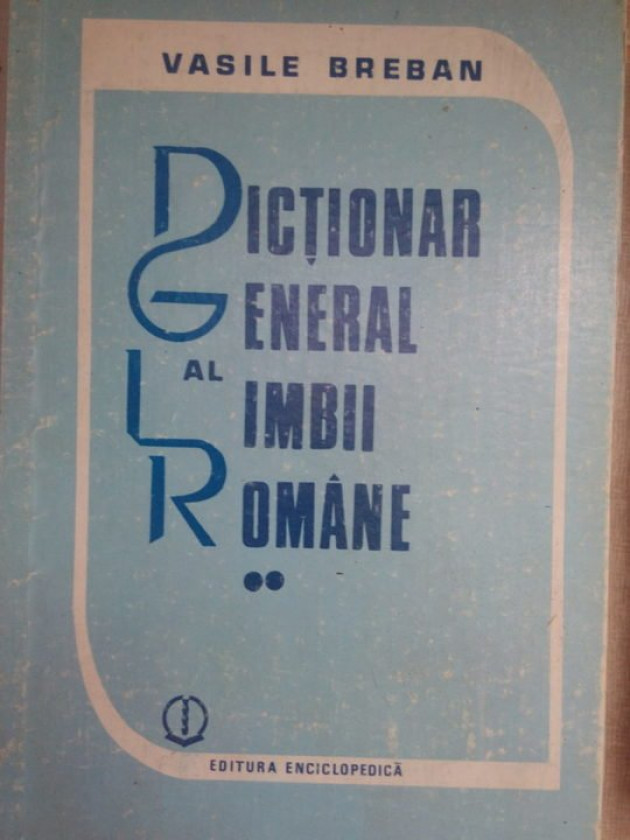 VASILE BREBAN
DICȚIONAR
GENERAL
AL
LIMBII
ROMÂNE
EDITURA ENCICLOPEDICĂ